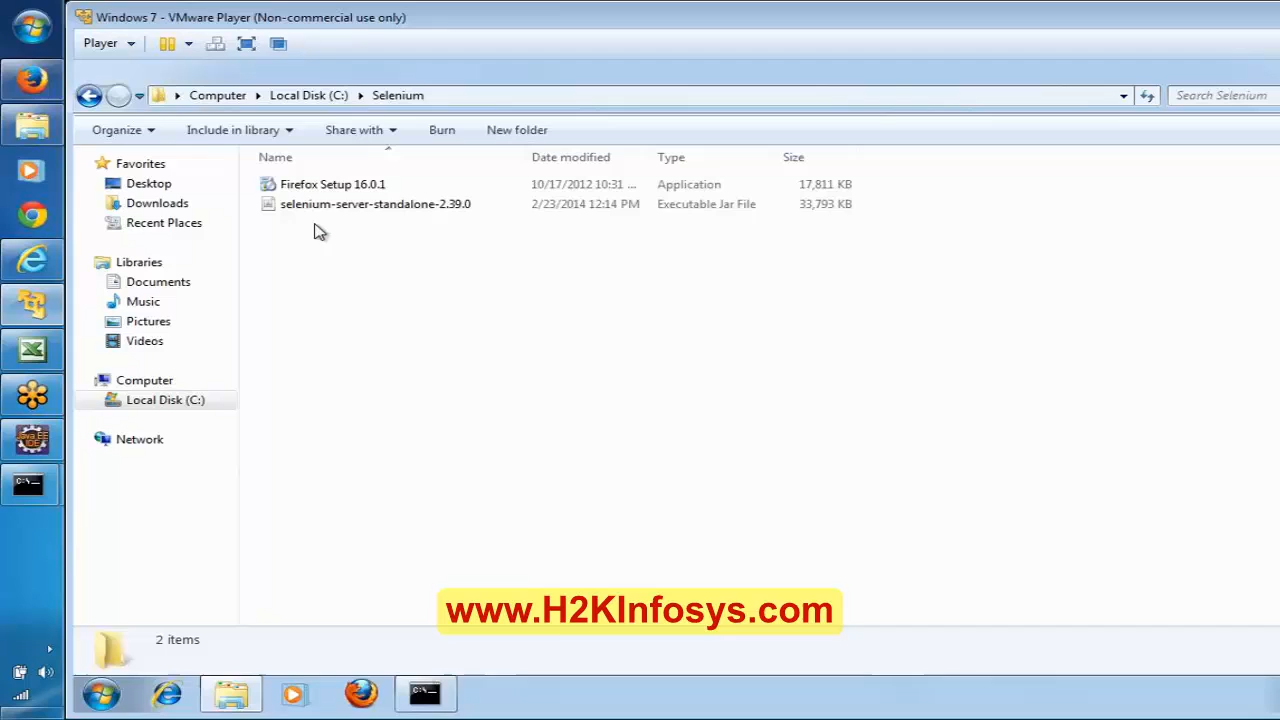 Windows 7 - VMware Player (Non-commercial use only)
Player
Computer Local Disk (C:) Selenium
Search Selenium
Organize Include in library Share with Burn New folder
Name Date modified Type Size
Favorites
Desktop
Downloads
Recent Places
Libraries
Documents
Music
Pictures
Videos
Computer
Local Disk (C:)
Network
Firefox Setup 16.0.1 10/17/2012 10:31 ... Application 17,811 KB
selenium-server-standalone-2.39.0 2/23/2014 12:14 PM Executable Jar File 33,793 KB
Java EE
IDE
C:\
www.H2KInfosys.com
2 items
C:\